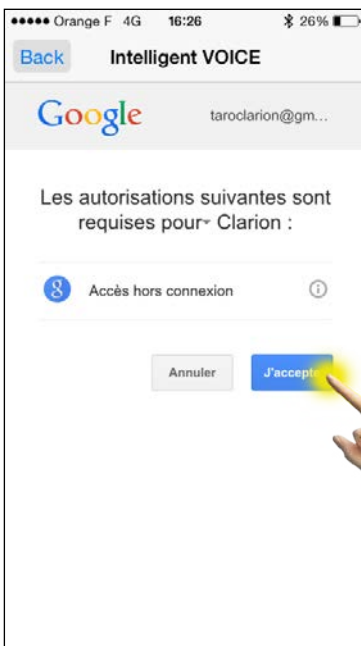 Orange F 4G 16:26 26%
Back Intelligent VOICE
Google taroclarion@gm...
Les autorisations suivantes sont
requises pour Clarion :
8 Accès hors connexion
Annuler J'accepte